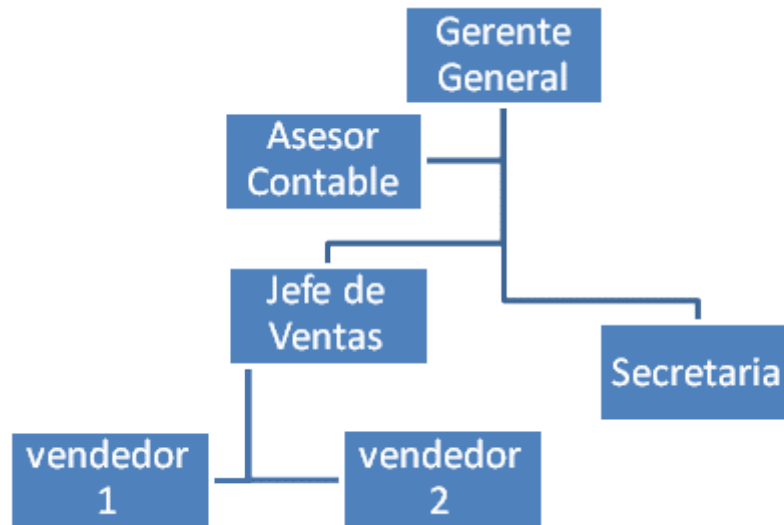 Gerente
General
Asesor
Contable
Jefe de
Ventas
Secretaria
vendedor
1
vendedor
2